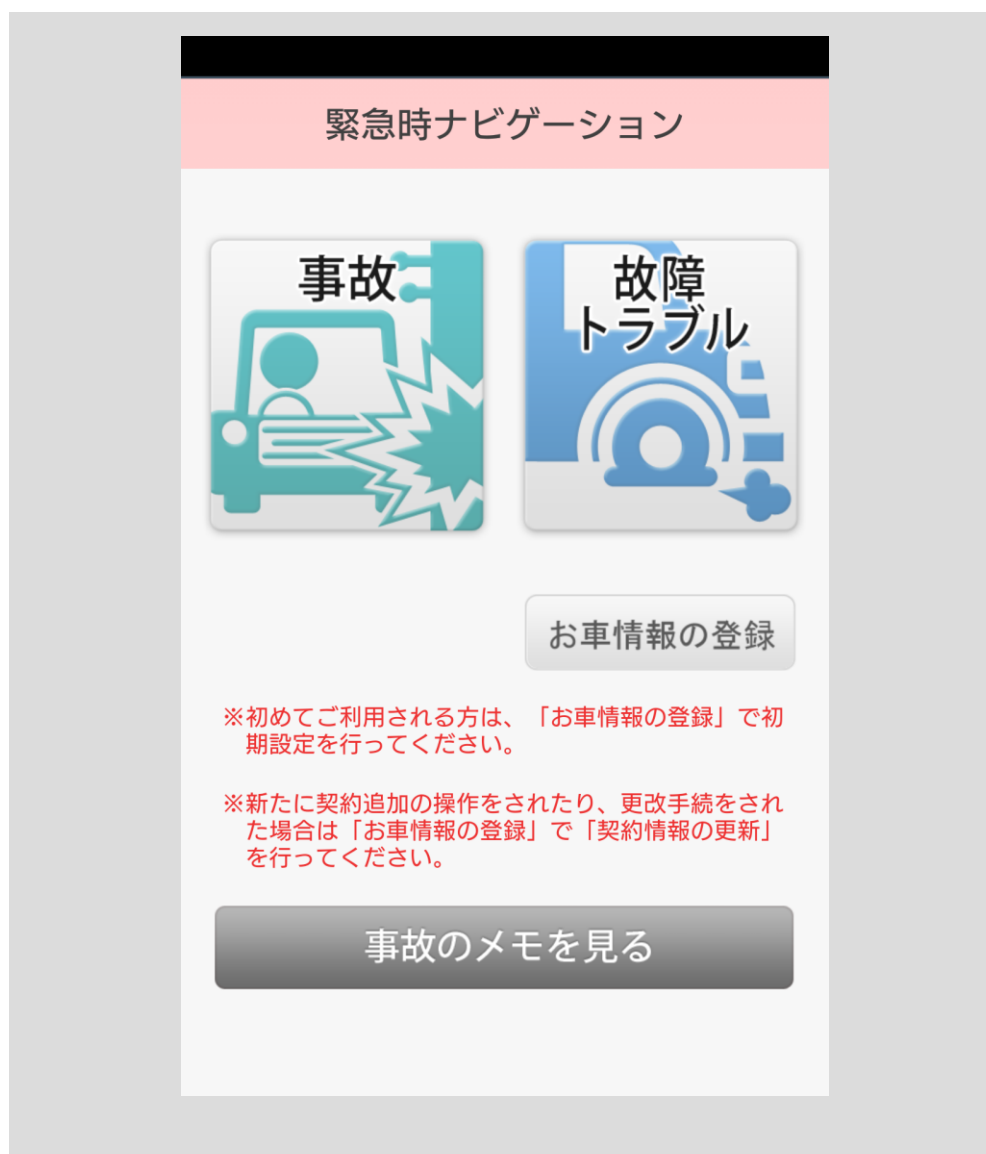 緊急時ナビゲーション
事故
故障
トラブル
お車情報の登録
※初めてご利用される方は、「お車情報の登録」で初
期設定を行ってください。
※新たに契約追加の操作をされたり、更改手続をされ
た場合は「お車情報の登録」で「契約情報の更新」
を行ってください。
事故のメモを見る